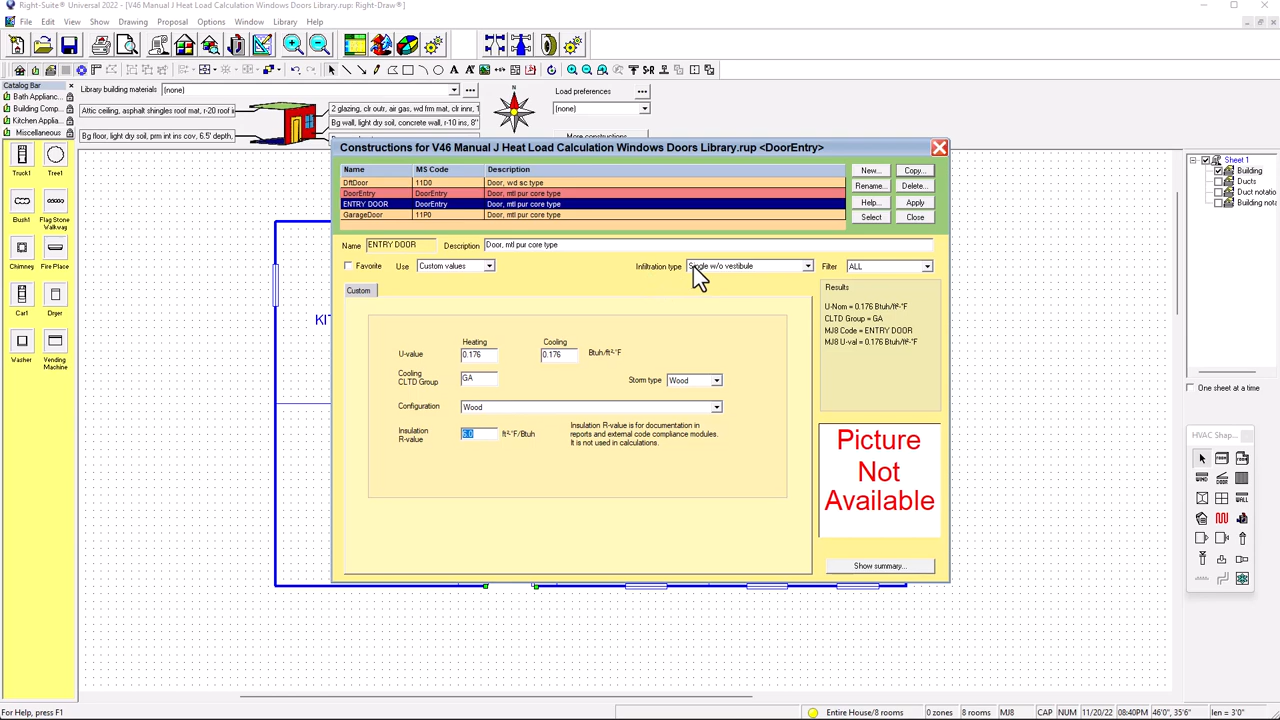 Right-Suite® Universal 2022 - [V46 Manual J Heat Load Calculation Windows Doors Library.rup: Right-Draw®]
File Edit View Show Drawing Proposal Options Window Library Help
Catalog Bar
Library building materials (none)
Load preferences
(none)
Bath Applianc...
Building Comp...
Kitchen Applia...
Miscellaneous
Attic ceiling, asphalt shingles roof mat, r-20 roof ir
2 glazing, clr outr, air gas, wd frm mat, clr innr, 1
Bg wall, light dry soil, concrete wall, r-10 ins, 8"
Bg floor, light dry soil, prm int ins cov, 6.5' depth,
More constructions
Truck1 Tree1
Bush1 Flag Stone Walkway
Chimney Fire Place
Car1 Dryer
Washer Vending Machine
KIT
Constructions for V46 Manual J Heat Load Calculation Windows Doors Library.rup <DoorEntry>
Name MS Code Description
DftDoor 11D0 Door, wd sc type
DoorEntry DoorEntry Door, mtl pur core type
ENTRY DOOR DoorEntry Door, mtl pur core type
GarageDoor 11P0 Door, mtl pur core type
New... Copy...
Rename... Delete...
Help... Apply
Select Close
Name ENTRY DOOR Description Door, mtl pur core type
Favorite Use Custom values Infiltration type Single w/o vestibule Filter ALL
Custom
Heating Cooling
U-value 0.176 0.176 Btuh/ft²-°F
Cooling CLTD Group GA Storm type Wood
Configuration Wood
Insulation R-value 6.0 ft²-°F/Btuh
Insulation R-value is for documentation in
reports and external code compliance modules.
It is not used in calculations.
Results
U-Nom = 0.176 Btuh/ft²-°F
CLTD Group = GA
MJ8 Code = ENTRY DOOR
MJ8 U-val = 0.176 Btuh/ft²-°F
Picture
Not
Available
Show summary...
Sheet 1
Building
Ducts
Duct notatio
Building nota
One sheet at a time
HVAC Shap...
For Help, press F1
Entire House/8 rooms 0 zones 8 rooms MJ8 CAP NUM 11/20/22 08:40PM 46'0", 35'6" len = 3'0"